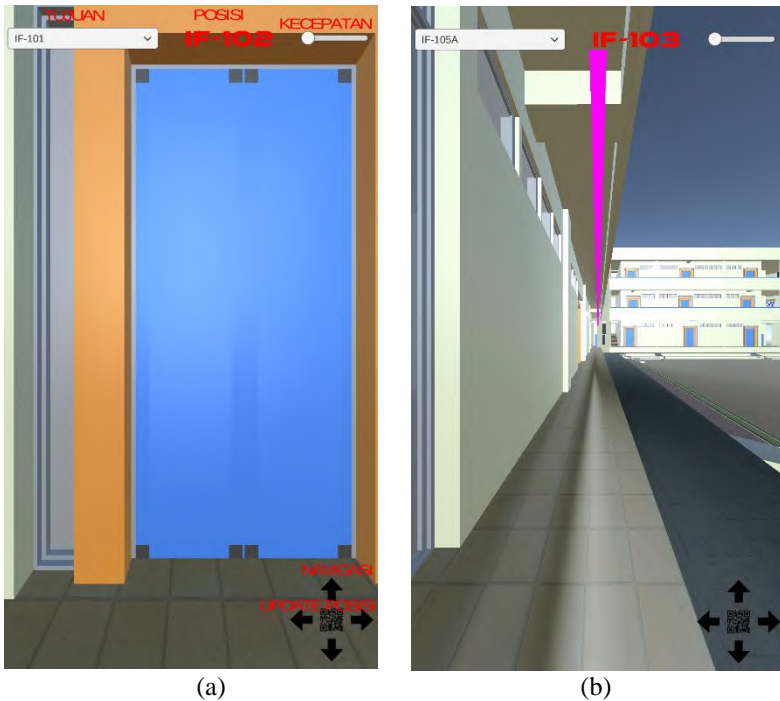 TUJUAN
POSISI
KECEPATAN
IF-101
IF-102
NAVIGASI
UPDATE POSISI
IF-105A
IF-103
(a)
(b)